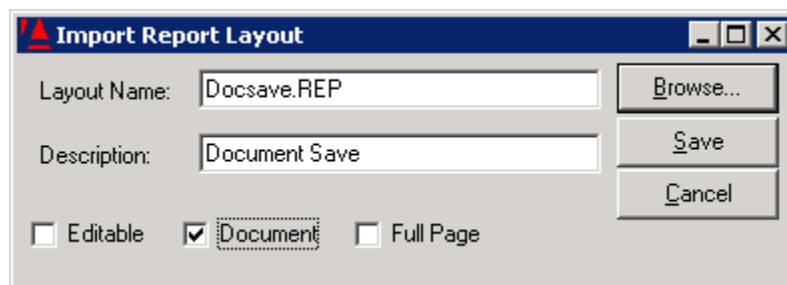 Import Report Layout
Layout Name: Docsave.REP Browse...
Description: Document Save Save
Cancel
Editable Document Full Page